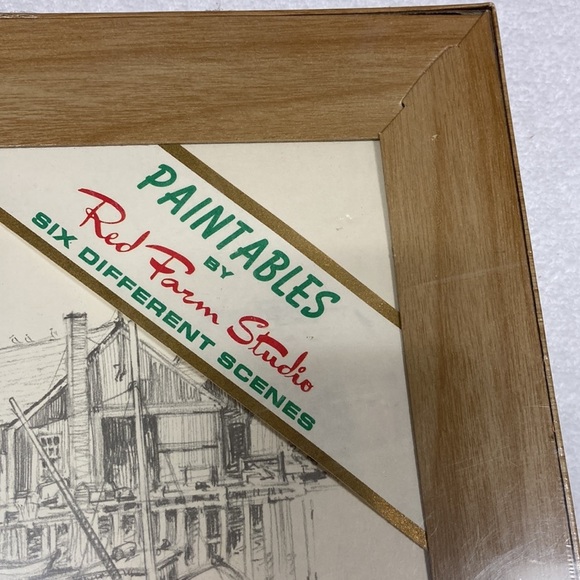 PAINTABLES
BY
Red Farm Studio
SIX DIFFERENT SCENES